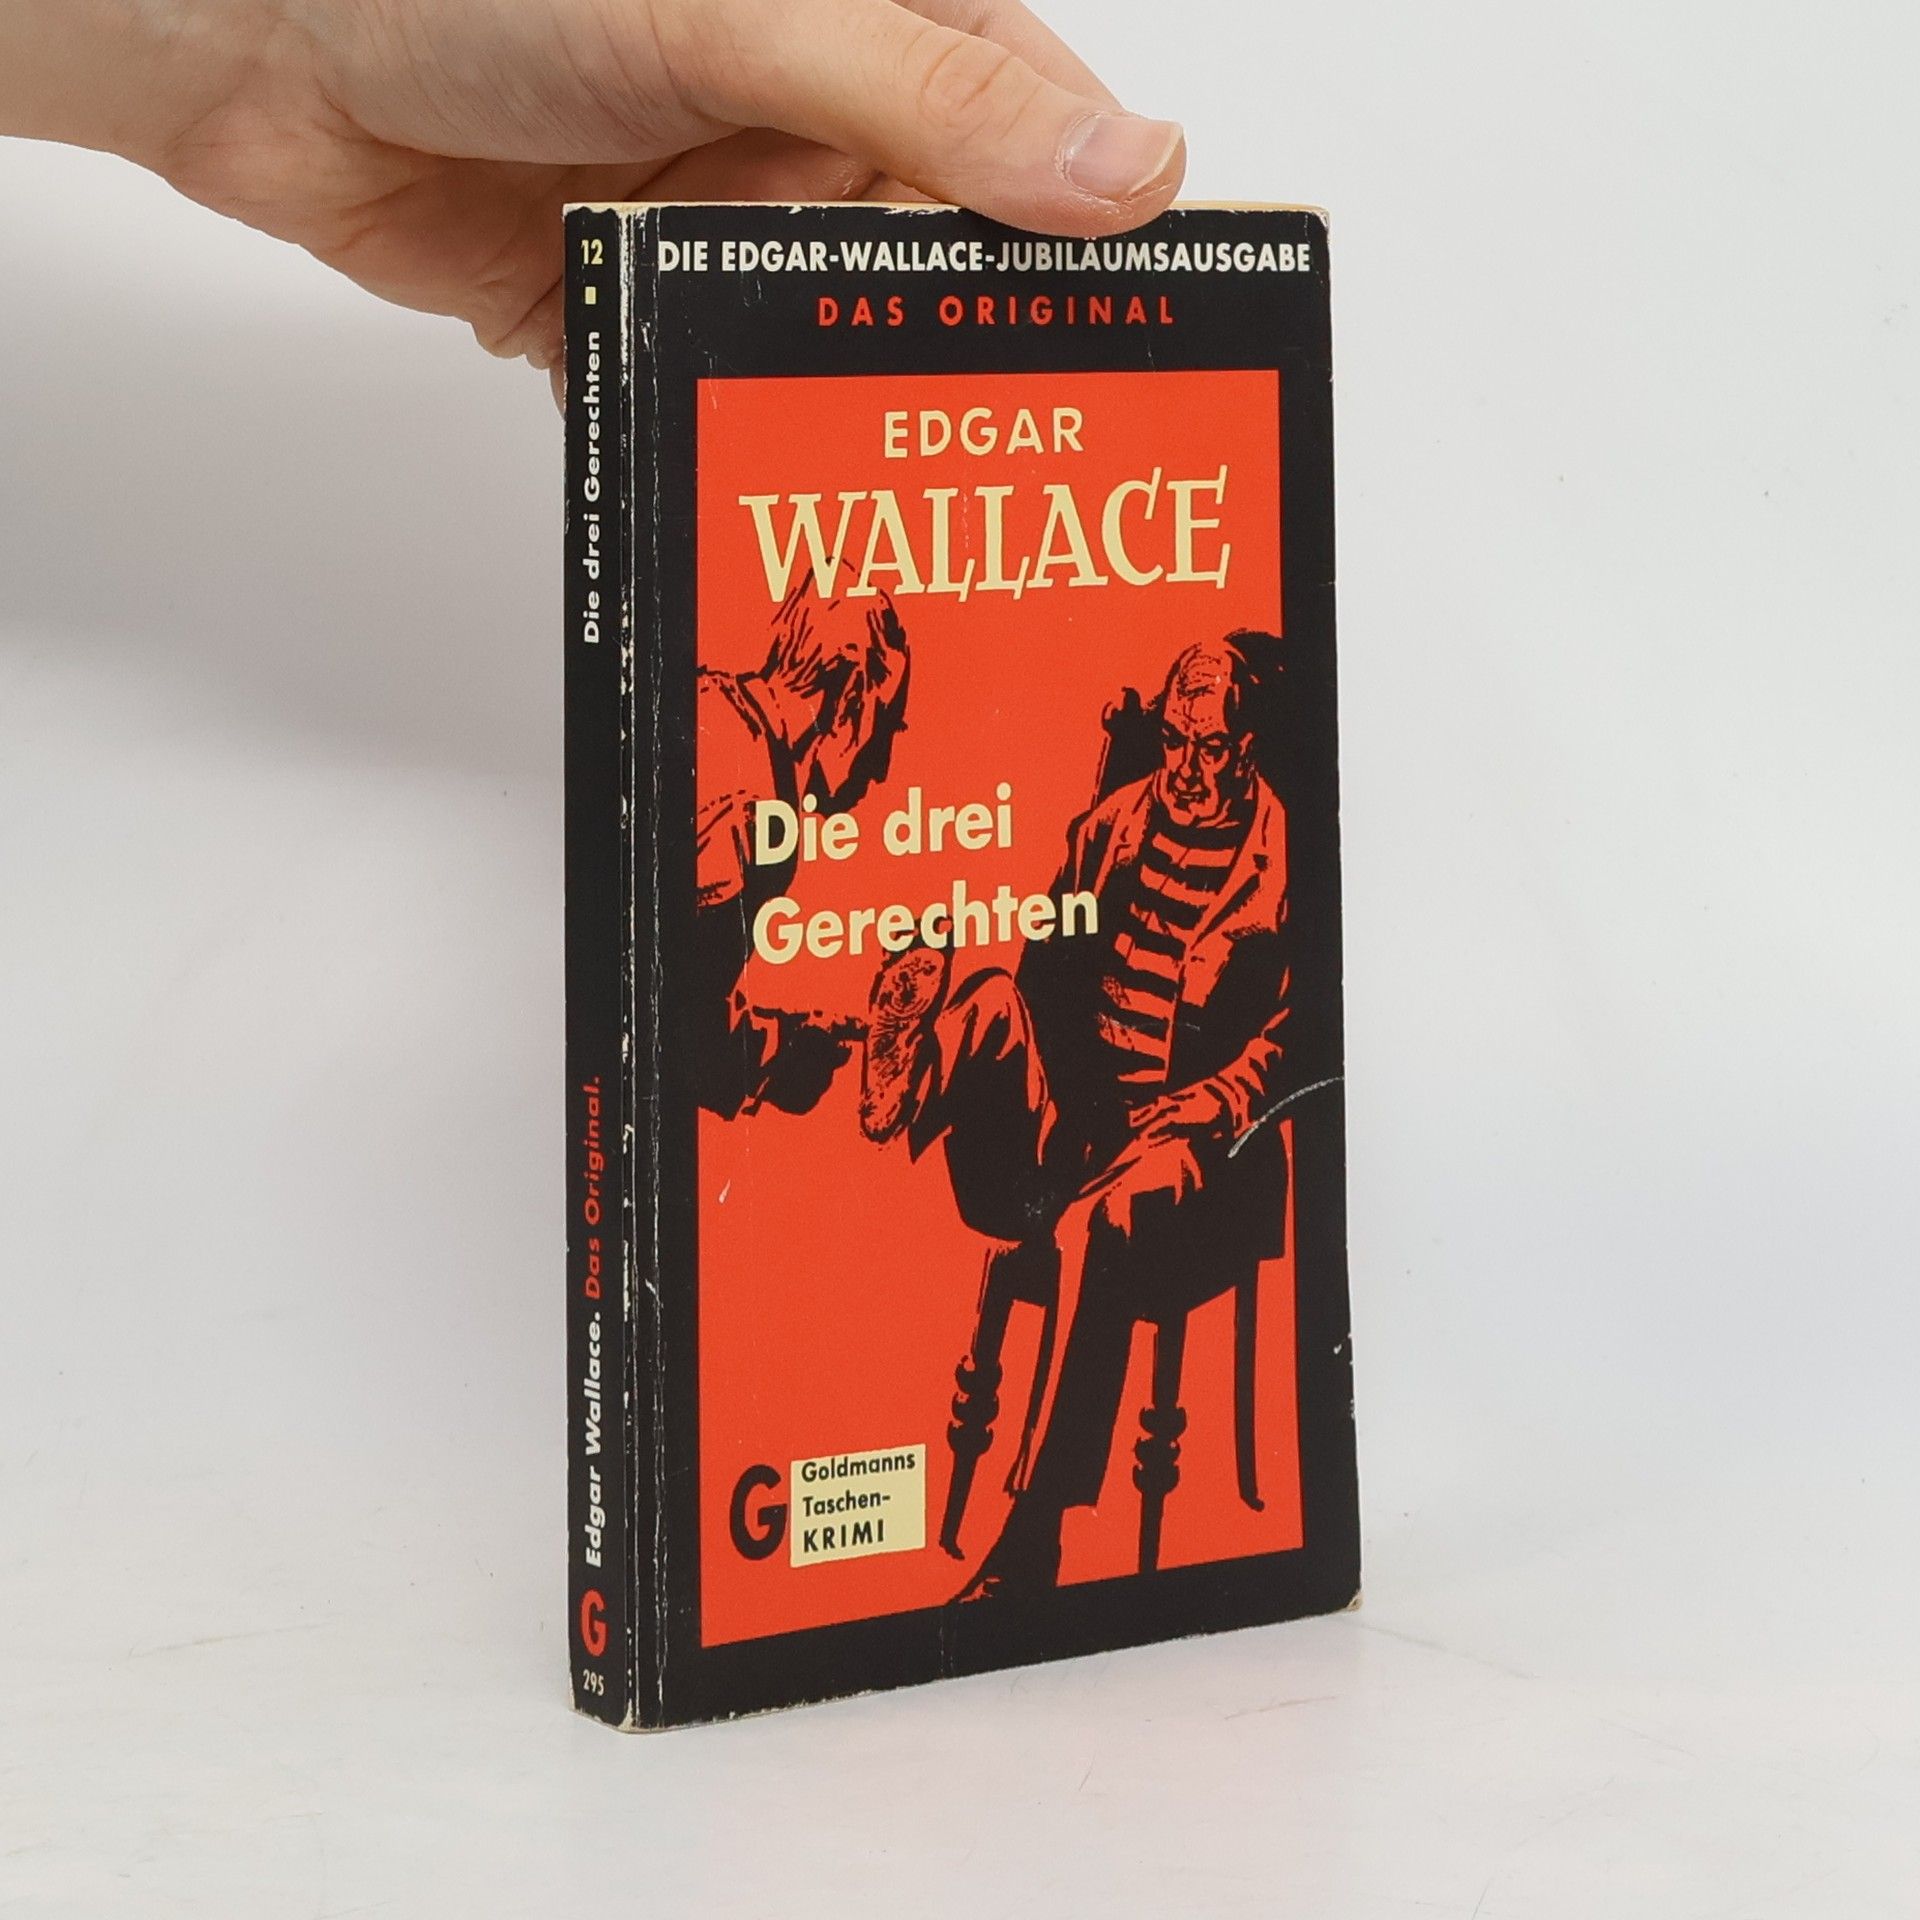 12
Die drei Gerechten
Edgar Wallace. Das Original.
G
295
DIE EDGAR-WALLACE-JUBILÄUMSAUSGABE
DAS ORIGINAL
EDGAR
WALLACE
Die drei
Gerechten
G
Goldmanns
Taschen-
KRIMI